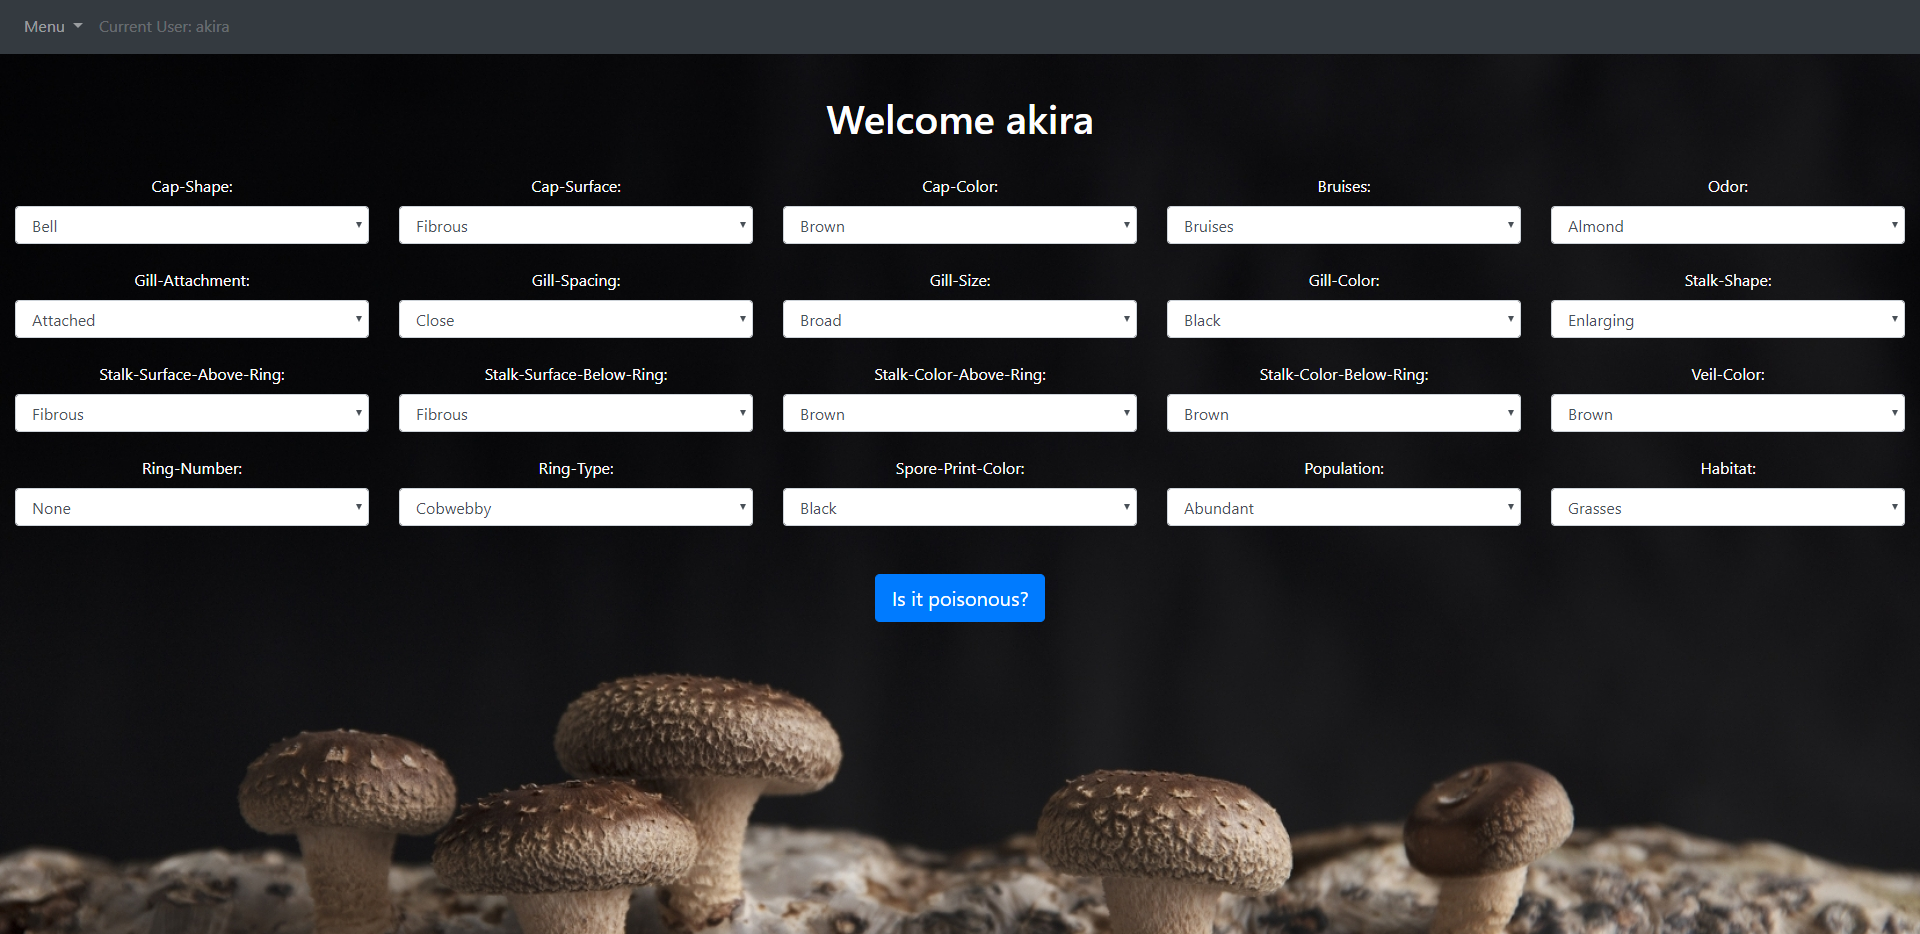 Menu Current User: akira
Welcome akira
Cap-Shape: Cap-Surface: Cap-Color: Bruises: Odor:
Bell Fibrous Brown Bruises Almond
Gill-Attachment: Gill-Spacing: Gill-Size: Gill-Color: Stalk-Shape:
Attached Close Broad Black Enlarging
Stalk-Surface-Above-Ring: Stalk-Surface-Below-Ring: Stalk-Color-Above-Ring: Stalk-Color-Below-Ring: Veil-Color:
Fibrous Fibrous Brown Brown Brown
Ring-Number: Ring-Type: Spore-Print-Color: Population: Habitat:
None Cobwebby Black Abundant Grasses
Is it poisonous?